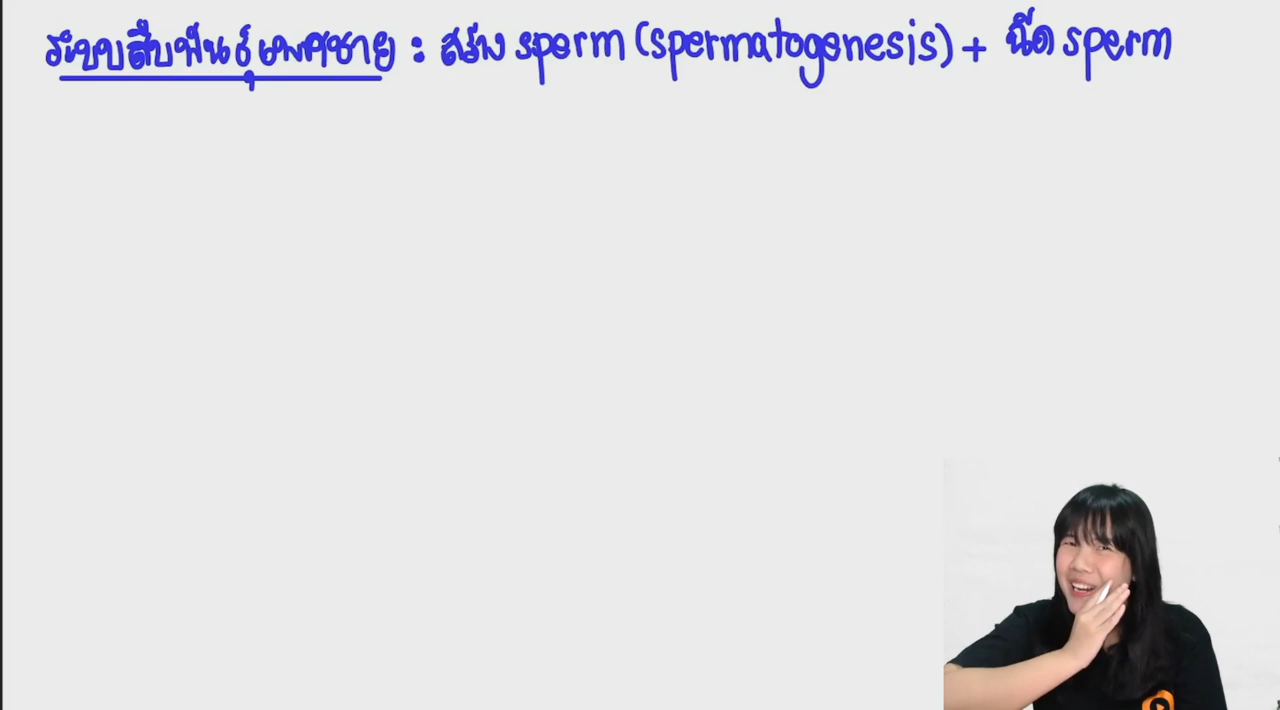 ระบบสืบพันธุ์เพศชาย : สร้าง sperm (spermatogenesis) + ฉีด sperm